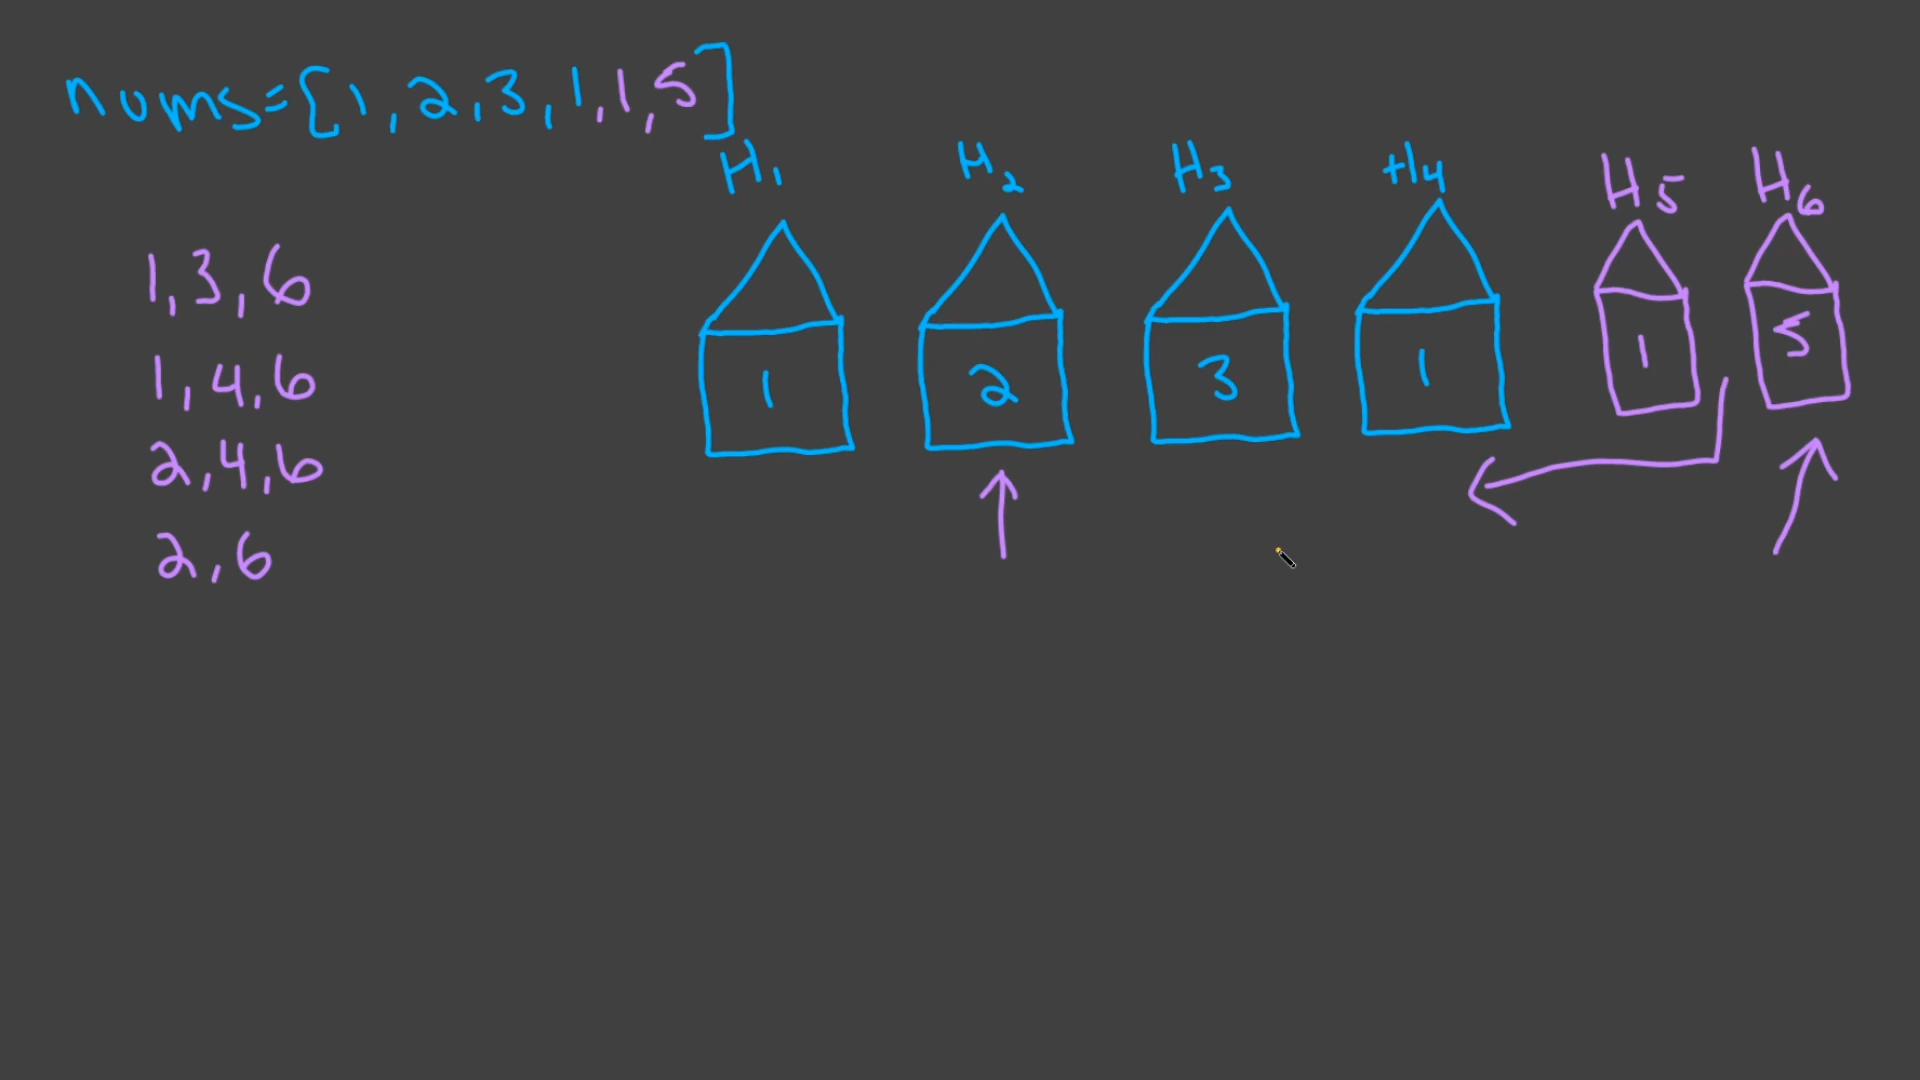 nums=[1,2,3,1,1,5]
H1 H2 H3 H4 H5 H6
1 2 3 1 1 5
1,3,6
1,4,6
2,4,6
2,6